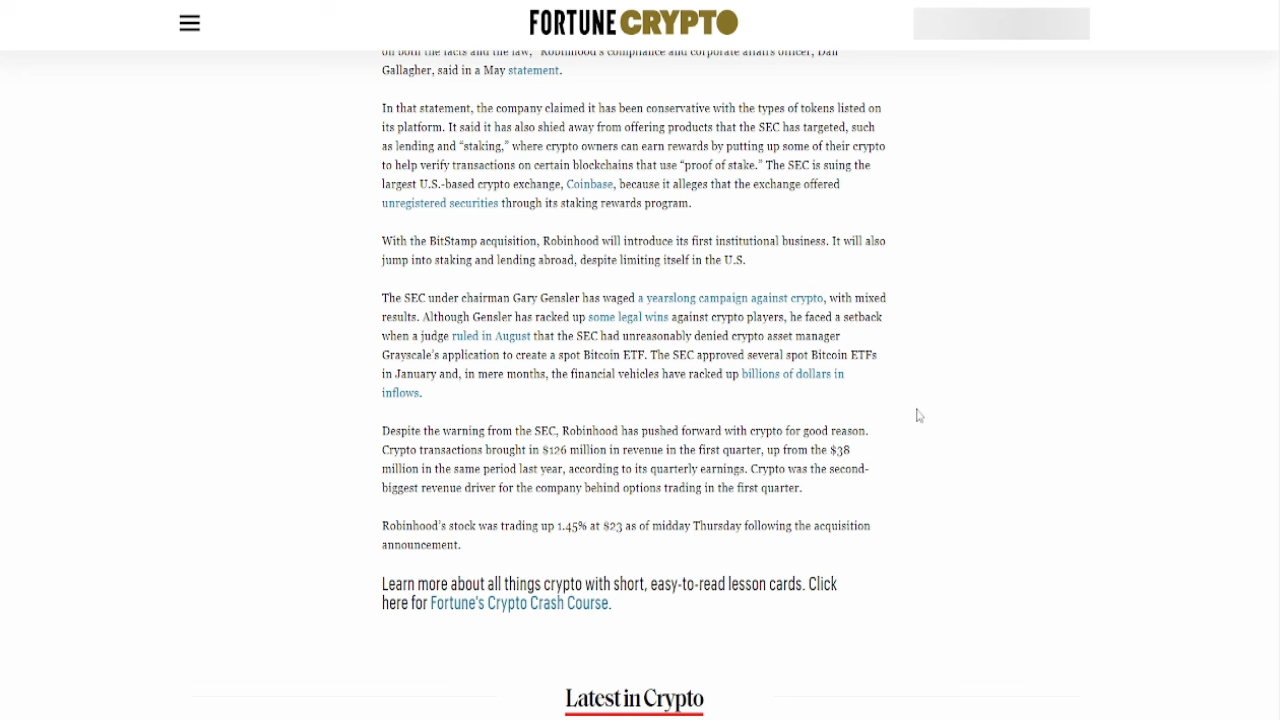 FORTUNE CRYPTO
on both the facts and the law," Robinhood's compliance and corporate affairs officer, Dan
Gallagher, said in a May statement.
In that statement, the company claimed it has been conservative with the types of tokens listed on
its platform. It said it has also shied away from offering products that the SEC has targeted, such
as lending and “staking,” where crypto owners can earn rewards by putting up some of their crypto
to help verify transactions on certain blockchains that use “proof of stake.” The SEC is suing the
largest U.S.-based crypto exchange, Coinbase, because it alleges that the exchange offered
unregistered securities through its staking rewards program.
With the BitStamp acquisition, Robinhood will introduce its first institutional business. It will also
jump into staking and lending abroad, despite limiting itself in the U.S.
The SEC under chairman Gary Gensler has waged a yearslong campaign against crypto, with mixed
results. Although Gensler has racked up some legal wins against crypto players, he faced a setback
when a judge ruled in August that the SEC had unreasonably denied crypto asset manager
Grayscale’s application to create a spot Bitcoin ETF. The SEC approved several spot Bitcoin ETFs
in January and, in mere months, the financial vehicles have racked up billions of dollars in
inflows.
Despite the warning from the SEC, Robinhood has pushed forward with crypto for good reason.
Crypto transactions brought in $126 million in revenue in the first quarter, up from the $38
million in the same period last year, according to its quarterly earnings. Crypto was the second-
biggest revenue driver for the company behind options trading in the first quarter.
Robinhood’s stock was trading up 1.45% at $23 as of midday Thursday following the acquisition
announcement.
Learn more about all things crypto with short, easy-to-read lesson cards. Click
here for Fortune's Crypto Crash Course.
Latest in Crypto